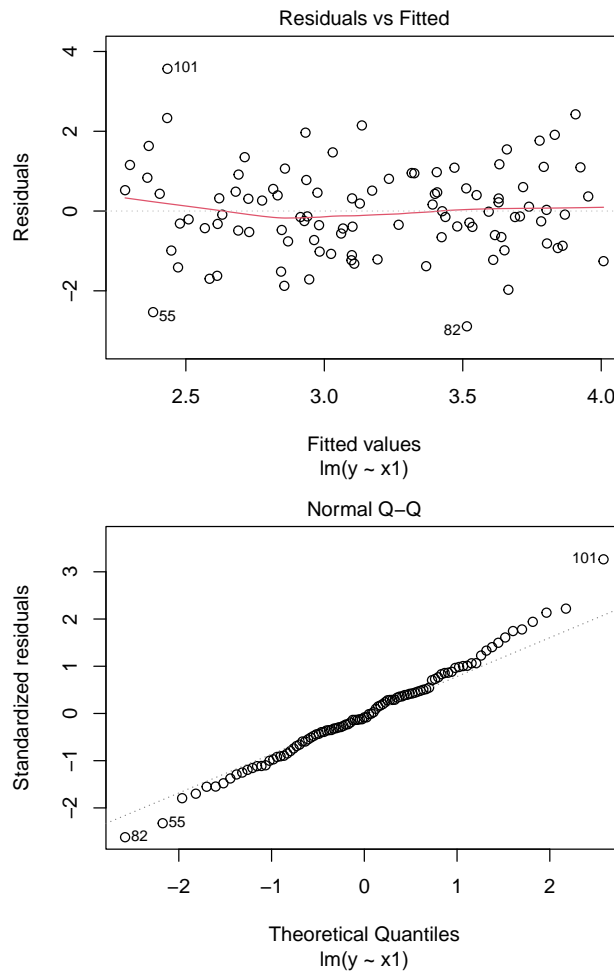 Residuals vs Fitted
Residuals
4
2
0
−2
101
55
82
2.5 3.0 3.5 4.0
Fitted values
lm(y ~ x1)
Normal Q−Q
Standardized residuals
3
2
1
0
−1
−2
101
55
82
−2 −1 0 1 2
Theoretical Quantiles
lm(y ~ x1)